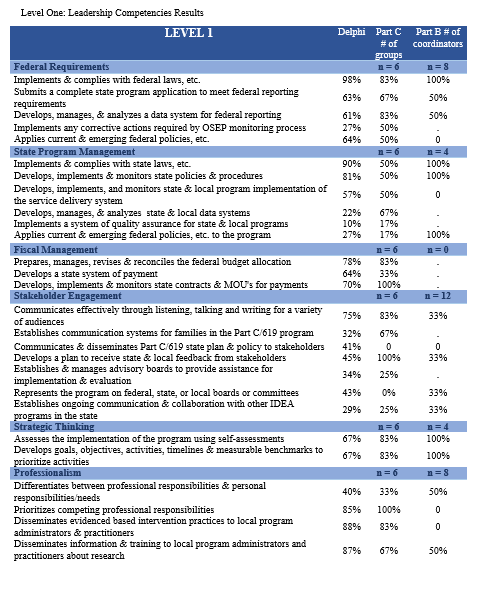 Level One: Leadership Competencies Results
LEVEL 1 Delphi Part C Part B # of
# of coordinators
groups
Federal Requirements n = 6 n = 8
Implements & complies with federal laws, etc. 98% 83% 100%
Submits a complete state program application to meet federal reporting
requirements 63% 67% 50%
Develops, manages, & analyzes a data system for federal reporting 61% 83% 50%
Implements any corrective actions required by OSEP monitoring process 27% 50% .
Applies current & emerging federal policies, etc. 64% 50% 0
State Program Management n = 6 n = 4
Implements & complies with state laws, etc. 90% 50% 100%
Develops, implements & monitors state policies & procedures 81% 50% 100%
Develops, implements, and monitors state & local program implementation of
the service delivery system 57% 50% 0
Develops, manages, & analyzes state & local data systems 22% 67% .
Implements a system of quality assurance for state & local programs 10% 17% .
Applies current & emerging federal policies, etc. to the program 27% 17% 100%
Fiscal Management n = 6 n = 0
Prepares, manages, revises & reconciles the federal budget allocation 78% 83% .
Develops a state system of payment 64% 33% .
Develops, implements & monitors state contracts & MOU's for payments 70% 100% .
Stakeholder Engagement n = 6 n = 12
Communicates effectively through listening, talking and writing for a variety
of audiences 75% 83% 33%
Establishes communication systems for families in the Part C/619 program 32% 67% .
Communicates & disseminates Part C/619 state plan & policy to stakeholders 41% 0 0
Develops a plan to receive state & local feedback from stakeholders 45% 100% 33%
Establishes & manages advisory boards to provide assistance for
implementation & evaluation 34% 25% .
Represents the program on federal, state, or local boards or committees 43% 0% 33%
Establishes ongoing communication & collaboration with other IDEA
programs in the state 29% 25% 33%
Strategic Thinking n = 6 n = 4
Assesses the implementation of the program using self-assessments 67% 83% 100%
Develops goals, objectives, activities, timelines & measurable benchmarks to
prioritize activities 67% 83% 100%
Professionalism n = 6 n = 8
Differentiates between professional responsibilities & personal
responsibilities/needs 40% 33% 50%
Prioritizes competing professional responsibilities 85% 100% 0
Disseminates evidenced based intervention practices to local program
administrators & practitioners 88% 83% 0
Disseminates information & training to local program administrators and
practitioners about research 87% 67% 50%